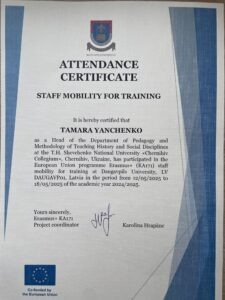 ATTENDANCE
CERTIFICATE
STAFF MOBILITY FOR TRAINING
It is hereby certified that
TAMARA YANCHENKO
as a Head of the Department of Pedagogy and
Methodology of Teaching History and Social Disciplines
at the T.H. Shevchenko National University «Chernihiv
Collegium», Chernihiv, Ukraine, has participated in the
European Union programme Erasmus+ (KA171) staff
mobility for training at Daugavpils University, LV
DAUGAVP01, Latvia in the period from 12/05/2025 to
18/05/2025 of the academic year 2024/2025.
Yours sincerely,
Erasmus+ KA171
Project coordinator Karolina
Co-funded by
the European Union